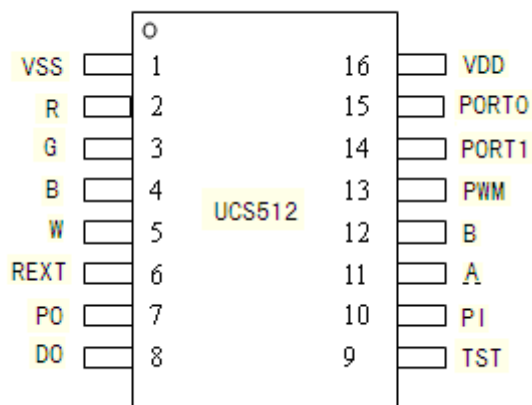 VSS 1 16 VDD
R 2 15 PORT0
G 3 14 PORT1
B 4 13 PWM
UCS512
W 5 12 B
REXT 6 11 A
PO 7 10 PI
DO 8 9 TST